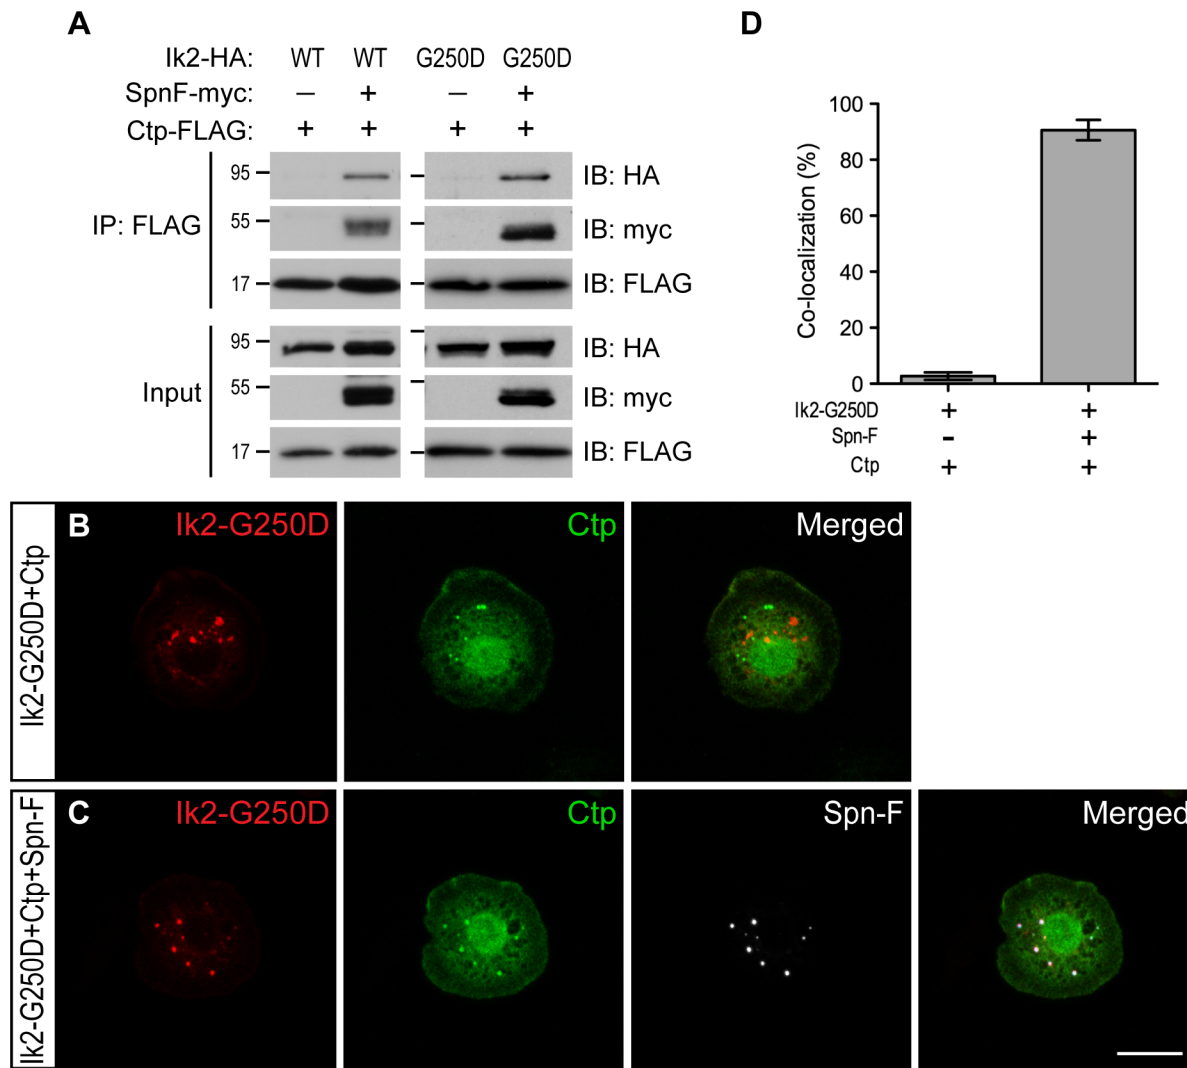 A
Ik2-HA: WT WT G250D G250D
SpnF-myc: – + – +
Ctp-FLAG: + + + +
IP: FLAG
95 IB: HA
55 IB: myc
17 IB: FLAG
Input
95 IB: HA
55 IB: myc
17 IB: FLAG
D
Co-localization (%)
100
80
60
40
20
0
Ik2-G250D + +
Spn-F - +
Ctp + +
Ik2-G250D+Ctp
B Ik2-G250D Ctp Merged
Ik2-G250D+Ctp+Spn-F
C Ik2-G250D Ctp Spn-F Merged